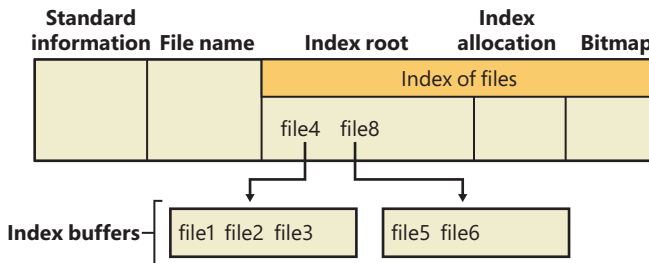 Standard information File name Index root Index allocation Bitmap
Index of files
file4 file8
Index buffers file1 file2 file3 file5 file6